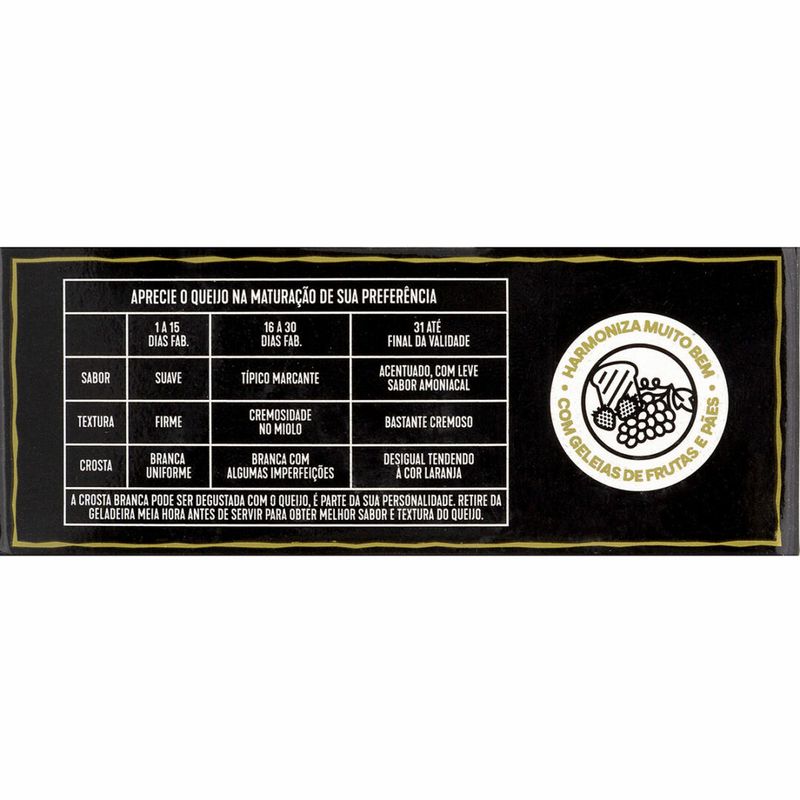 APRECIE O QUEIJO NA MATURAÇÃO DE SUA PREFERÊNCIA
1 À 15
DIAS FAB.
16 À 30
DIAS FAB.
31 ATÉ
FINAL DA VALIDADE
SABOR
SUAVE
TÍPICO MARCANTE
ACENTUADO, COM LEVE
SABOR AMONIACAL
TEXTURA
FIRME
CREMOSIDADE
NO MIOLO
BASTANTE CREMOSO
CROSTA
BRANCA
UNIFORME
BRANCA COM
ALGUMAS IMPERFEIÇÕES
DESIGUAL TENDENDO
À COR LARANJA
A CROSTA BRANCA PODE SER DEGUSTADA COM O QUEIJO, É PARTE DA SUA PERSONALIDADE. RETIRE DA
GELADEIRA MEIA HORA ANTES DE SERVIR PARA OBTER MELHOR SABOR E TEXTURA DO QUEIJO.
• HARMONIZA MUITO BEM •
COM GELEIAS DE FRUTAS E PÃES